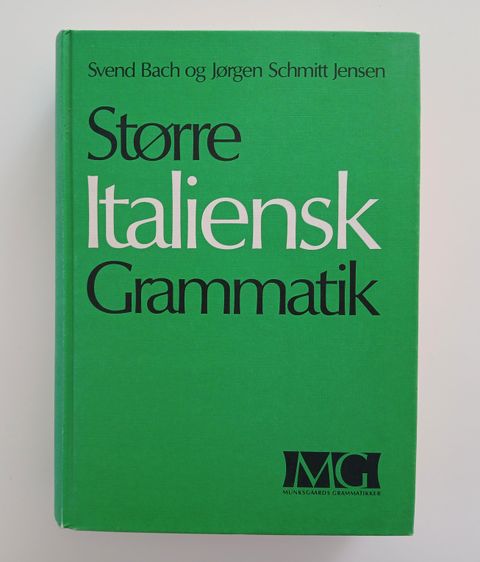 Svend Bach og Jørgen Schmitt Jensen
Større
Italiensk
Grammatik
MG
MUNKSGAARDS GRAMMATIKKER